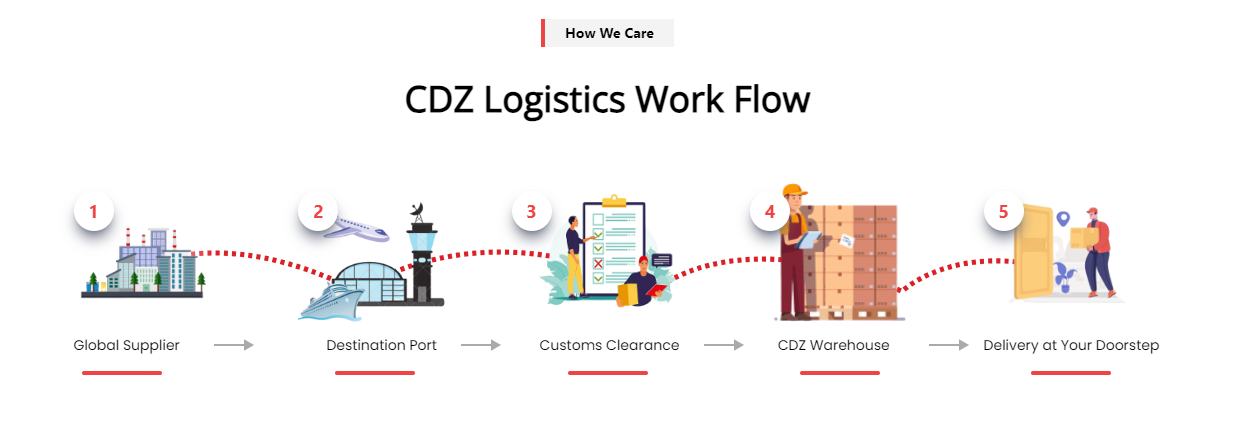 How We Care
CDZ Logistics Work Flow
1
2
3
4
5
Global Supplier
Destination Port
Customs Clearance
CDZ Warehouse
Delivery at Your Doorstep